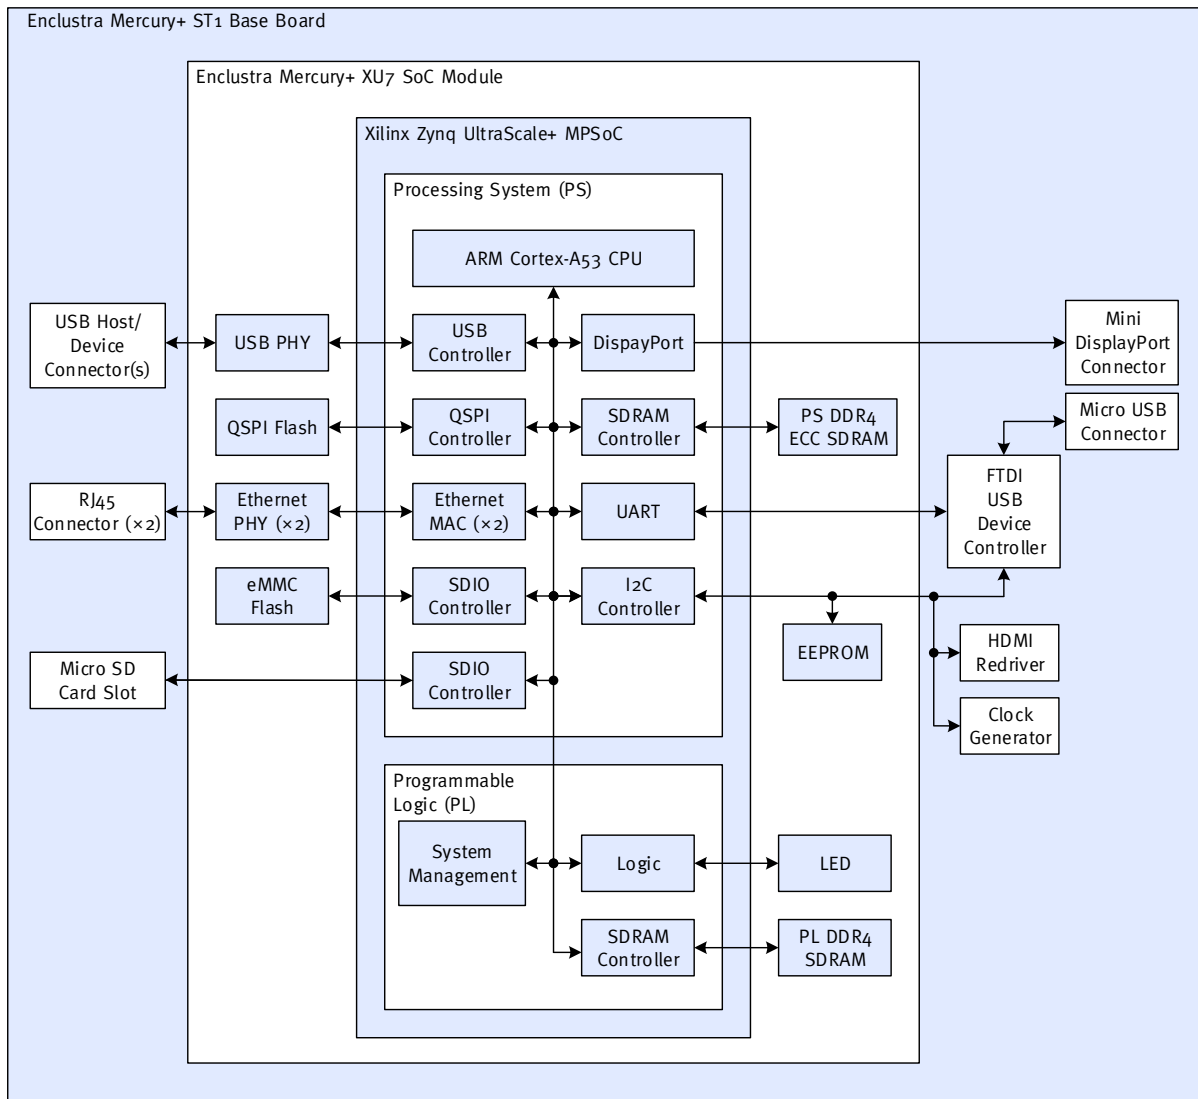 Enclustra Mercury+ ST1 Base Board
Enclustra Mercury+ XU7 SoC Module
Xilinx Zynq UltraScale+ MPSoC
Processing System (PS)
ARM Cortex-A53 CPU
USB Host/
Device
Connector(s)
USB PHY
USB
Controller
DispayPort
Mini
DisplayPort
Connector
QSPI Flash
QSPI
Controller
SDRAM
Controller
PS DDR4
ECC SDRAM
Micro USB
Connector
RJ45
Connector (×2)
Ethernet
PHY (×2)
Ethernet
MAC (×2)
UART
FTDI
USB
Device
Controller
eMMC
Flash
SDIO
Controller
I2C
Controller
EEPROM
HDMI
Redriver
Micro SD
Card Slot
SDIO
Controller
Clock
Generator
Programmable
Logic (PL)
System
Management
Logic
LED
SDRAM
Controller
PL DDR4
SDRAM